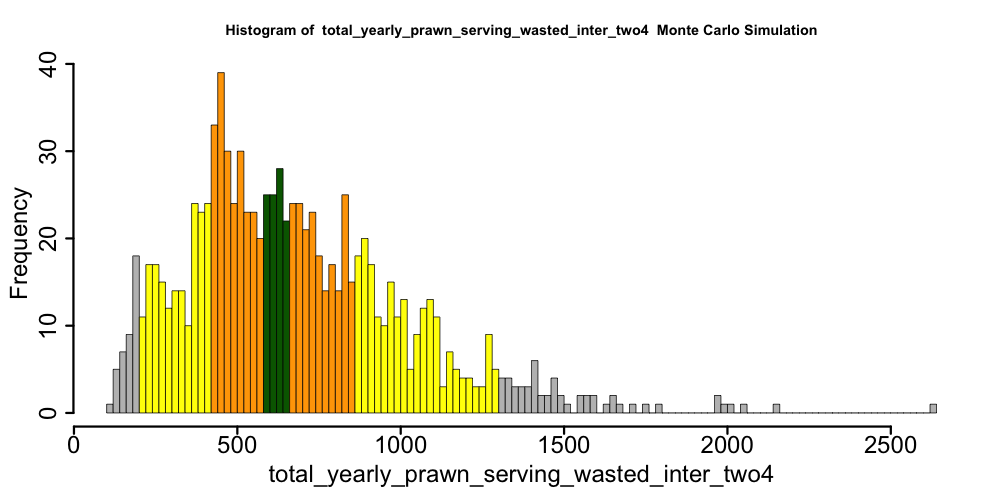 Histogram of total_yearly_prawn_serving_wasted_inter_two4 Monte Carlo Simulation
40
30
20
10
0
Frequency
0 500 1000 1500 2000 2500
total_yearly_prawn_serving_wasted_inter_two4